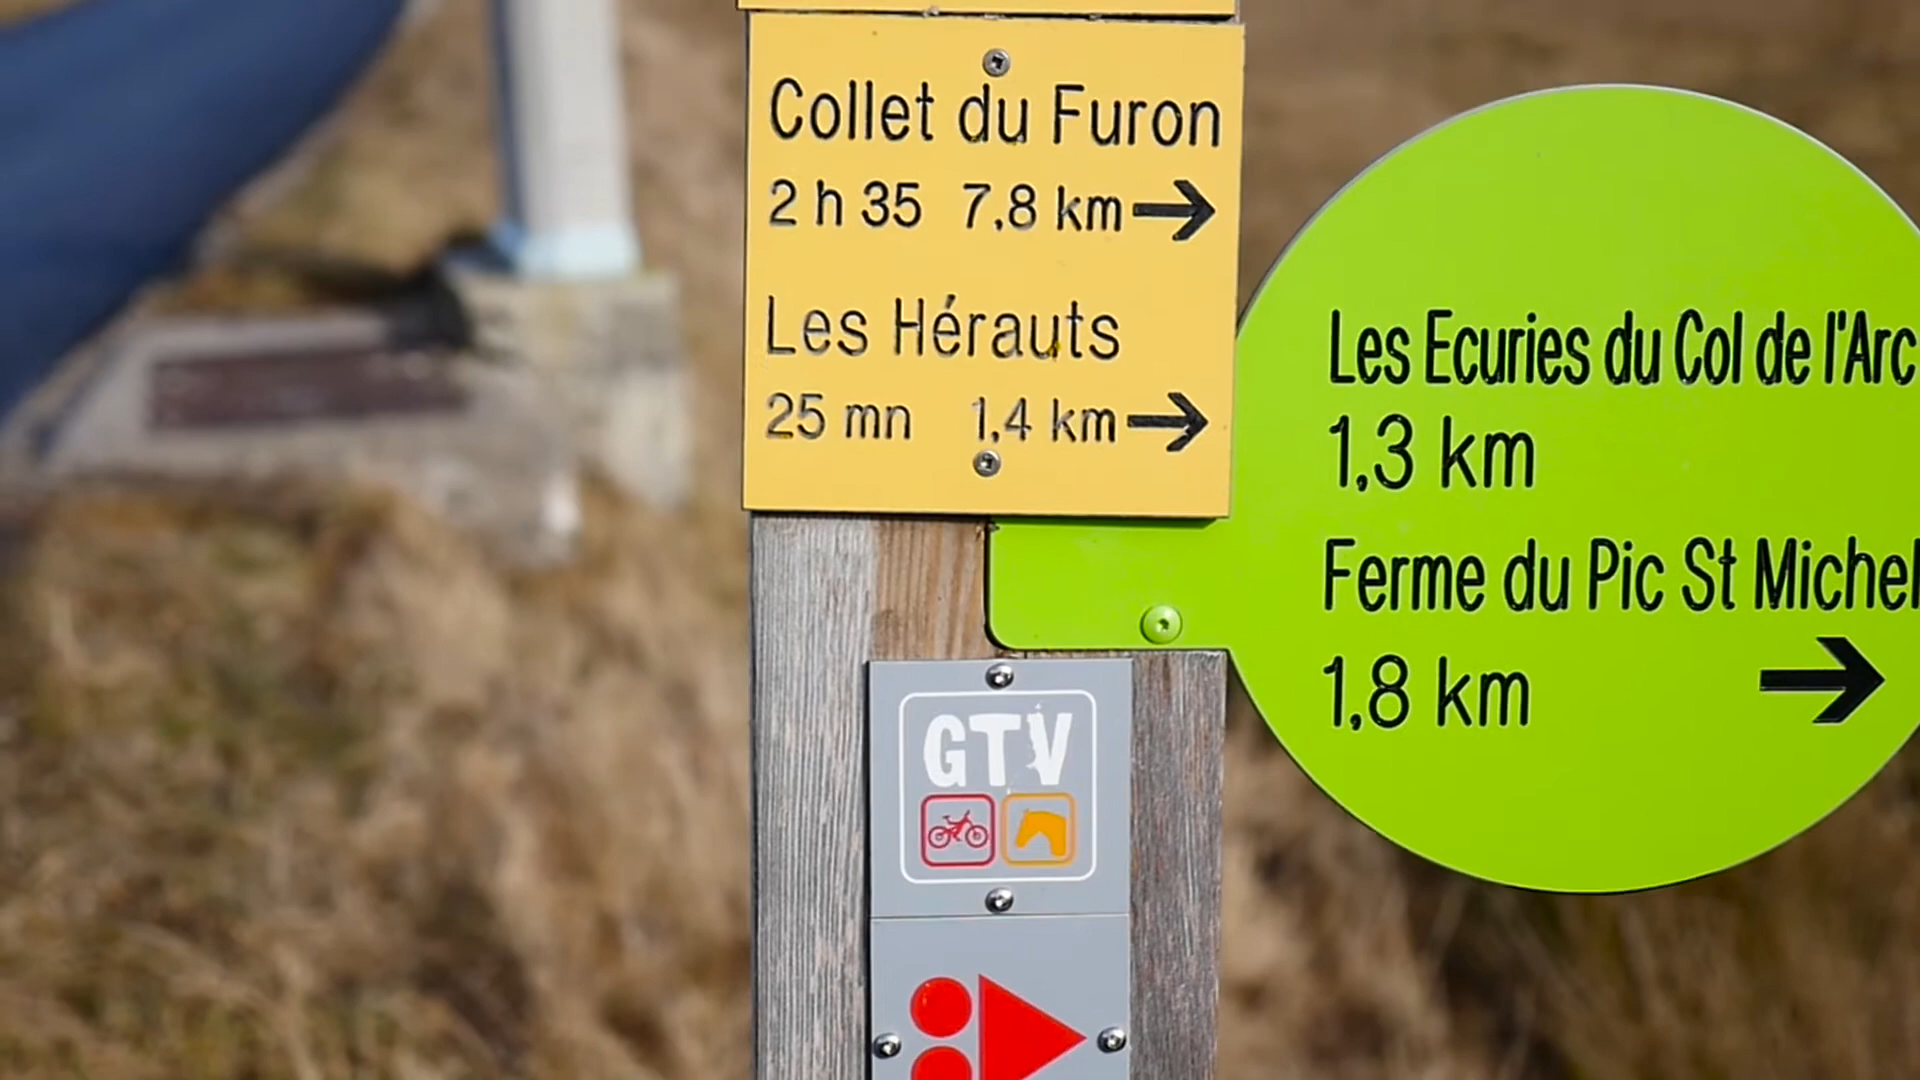 Collet du Furon
2 h 35 7,8 km
Les Hérauts
25 mn 1,4 km
Les Ecuries du Col de l'Arc
1,3 km
Ferme du Pic St Michel
1,8 km
GTV